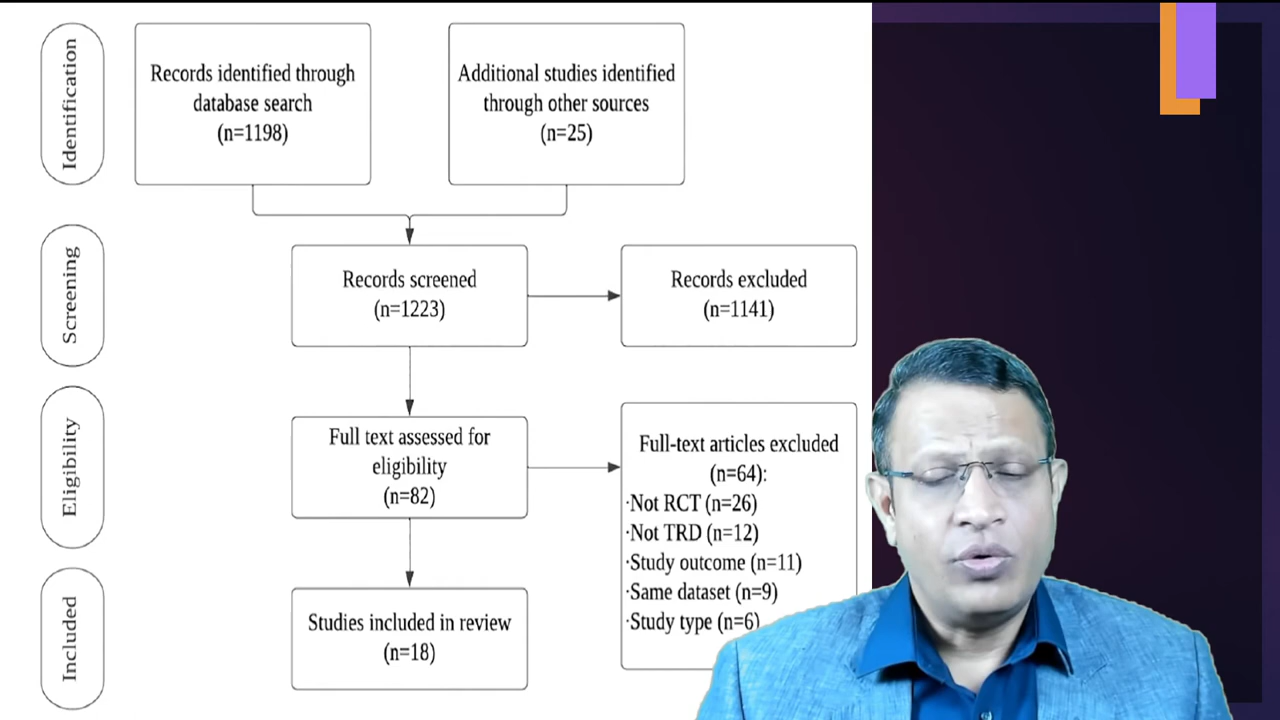 Identification
Records identified through
database search
(n=1198)
Additional studies identified
through other sources
(n=25)
Screening
Records screened
(n=1223)
Records excluded
(n=1141)
Eligibility
Full text assessed for
eligibility
(n=82)
Full-text articles excluded
(n=64):
·Not RCT (n=26)
·Not TRD (n=12)
·Study outcome (n=11)
·Same dataset (n=9)
·Study type (n=6)
Included
Studies included in review
(n=18)